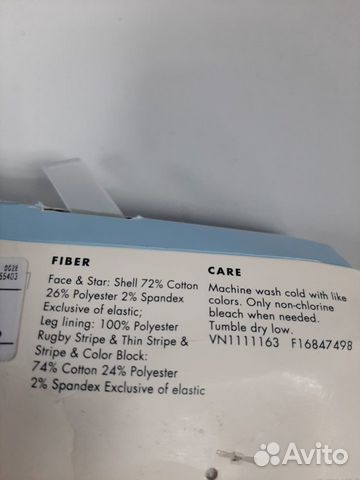 FIBER
Face & Star: Shell 72% Cotton
26% Polyester 2% Spandex
Exclusive of elastic;
Leg lining: 100% Polyester
Rugby Stripe & Thin Stripe &
Stripe & Color Block:
74% Cotton 24% Polyester
2% Spandex Exclusive of elastic
CARE
Machine wash cold with like
colors. Only non-chlorine
bleach when needed.
Tumble dry low.
VN1111163 F16847498
55403
Avito